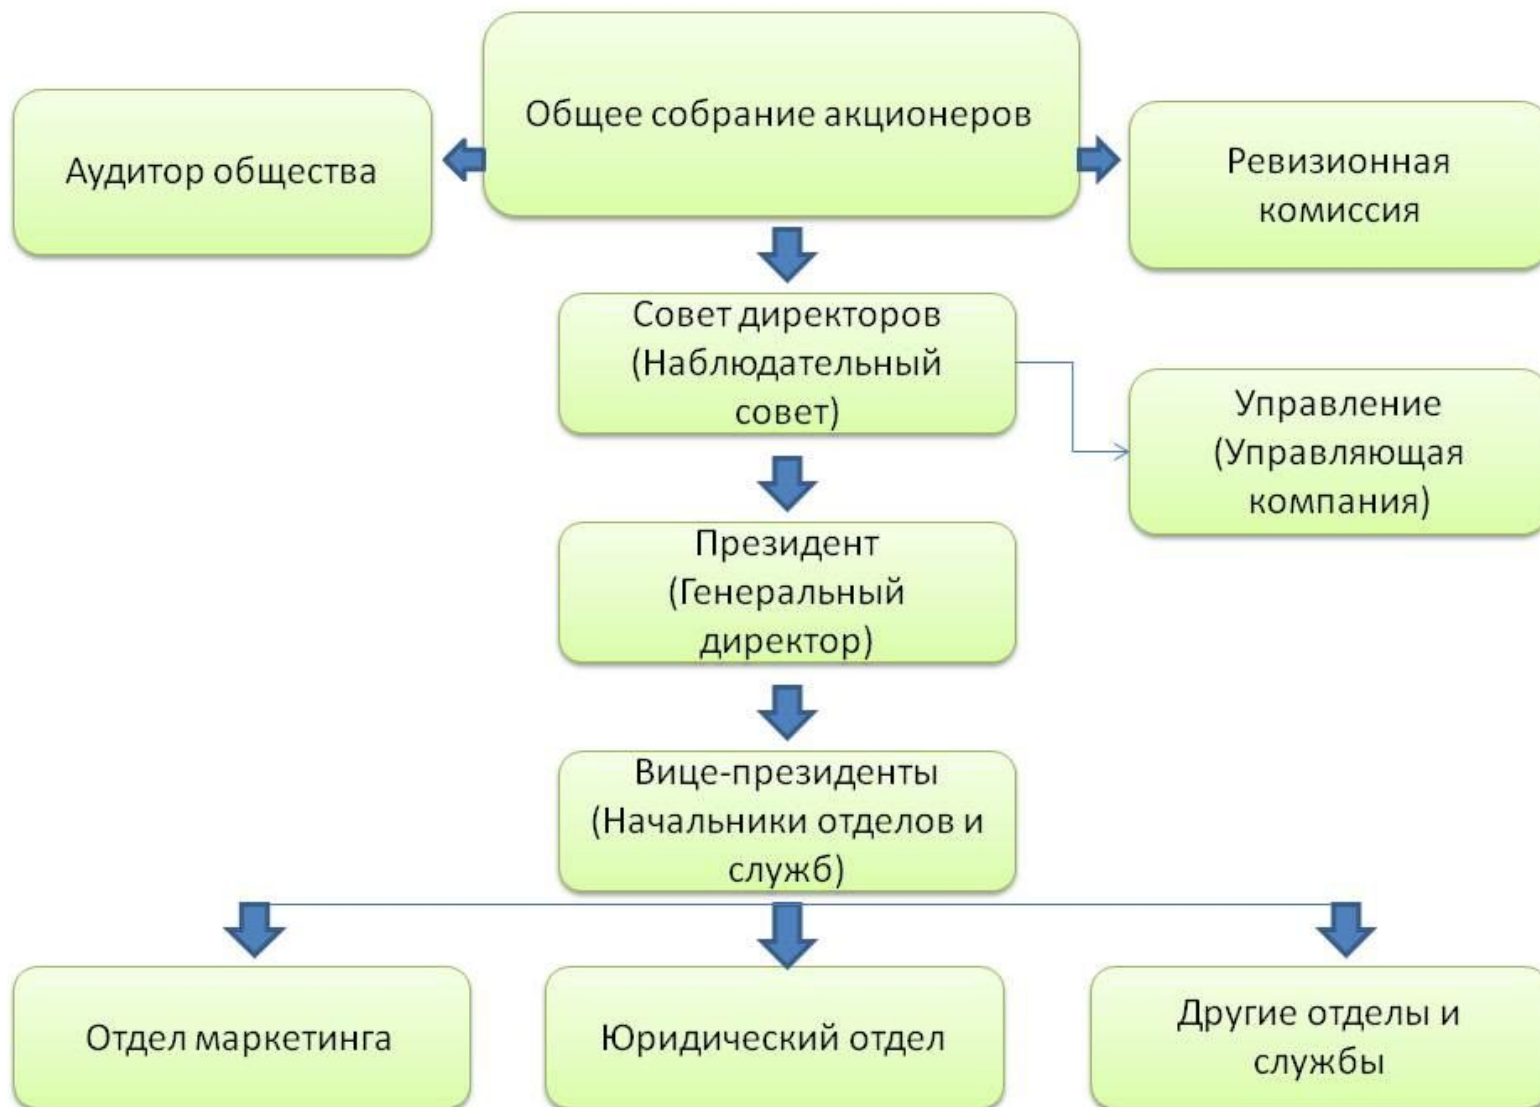 Общее собрание акционеров
Аудитор общества
Ревизионная
комиссия
Совет директоров
(Наблюдательный
совет)
Управление
(Управляющая
компания)
Президент
(Генеральный
директор)
Вице-президенты
(Начальники отделов и
служб)
Отдел маркетинга
Юридический отдел
Другие отделы и
службы